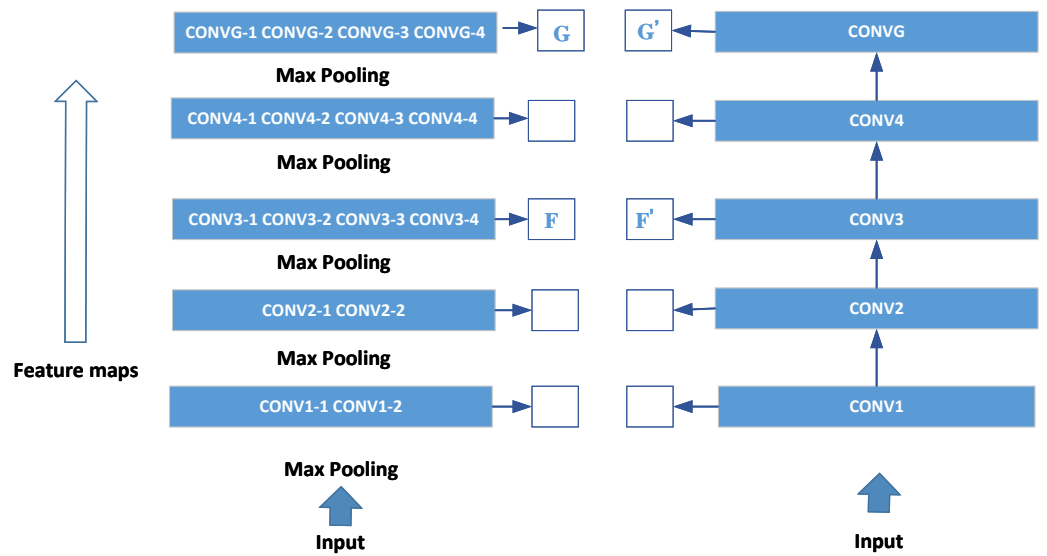 CONVG-1 CONVG-2 CONVG-3 CONVG-4
G
G'
CONVG
Max Pooling
CONV4-1 CONV4-2 CONV4-3 CONV4-4
CONV4
Max Pooling
CONV3-1 CONV3-2 CONV3-3 CONV3-4
F
F'
CONV3
Max Pooling
CONV2-1 CONV2-2
CONV2
Max Pooling
Feature maps
CONV1-1 CONV1-2
CONV1
Max Pooling
Input
Input